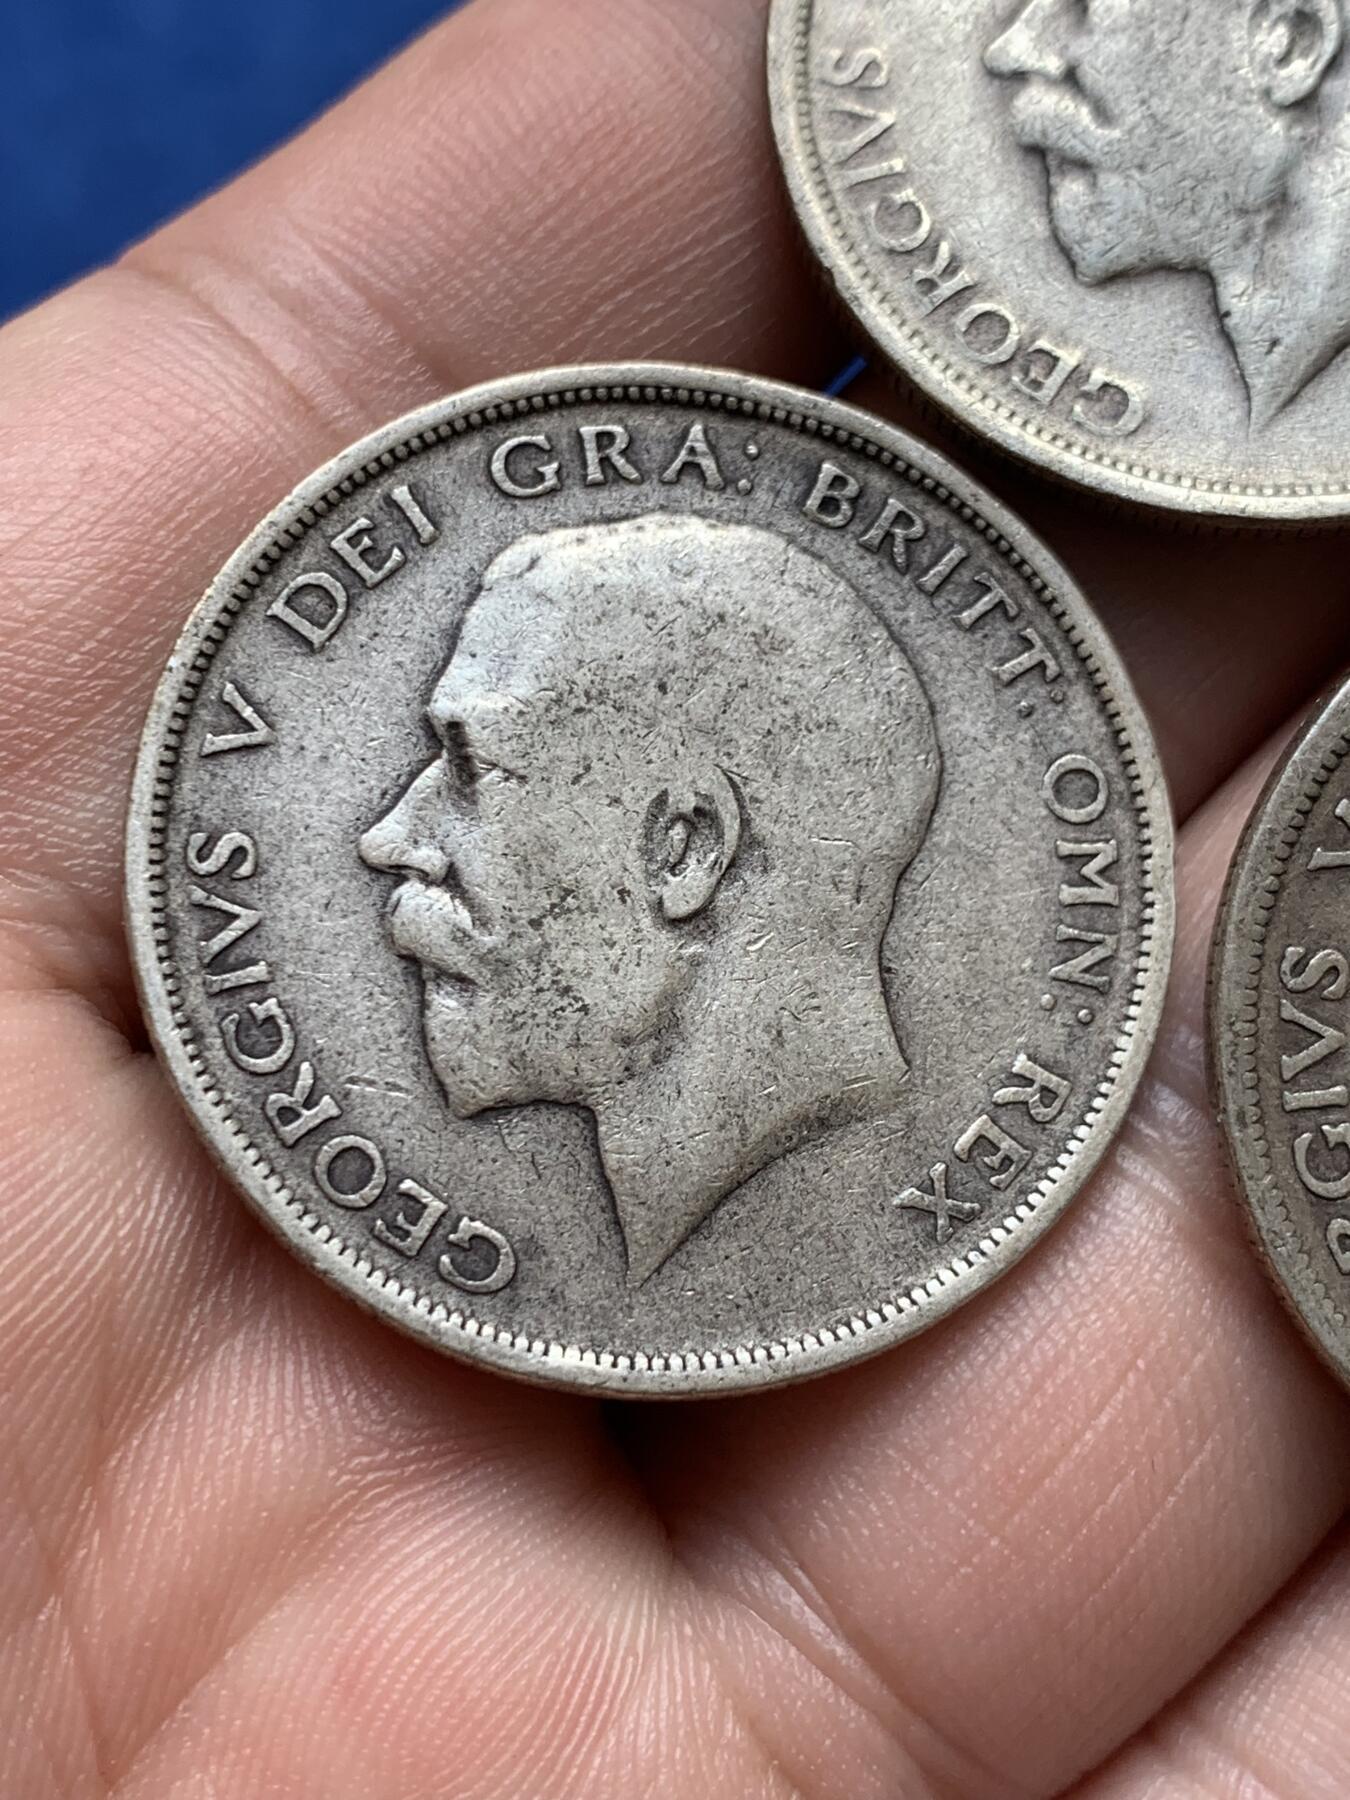 GEORGIVS V DEI GRA: BRITT: OMN: REX
GEORGIVS
RGIVS V